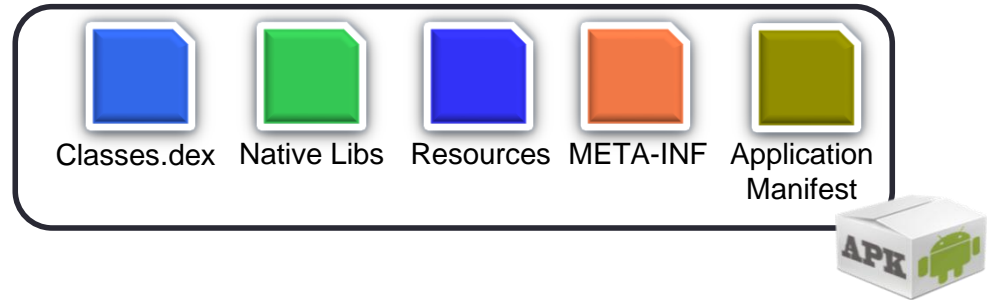 Classes.dex Native Libs Resources META-INF Application
Manifest
APK